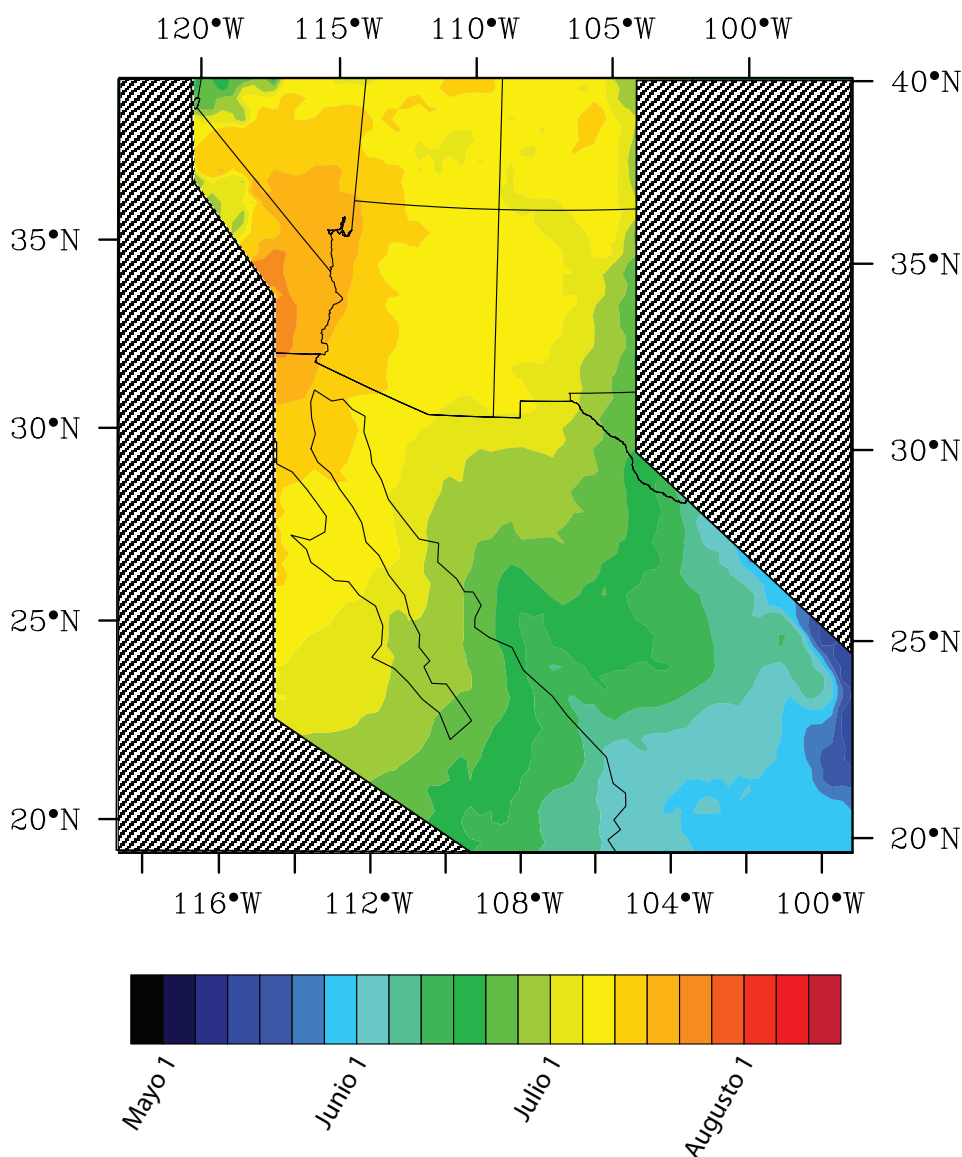 120•W 115•W 110•W 105•W 100•W
40•N
35•N 35•N
30•N 30•N
25•N 25•N
20•N 20•N
116•W 112•W 108•W 104•W 100•W
Mayo 1 Junio 1 Julio 1 Augusto 1